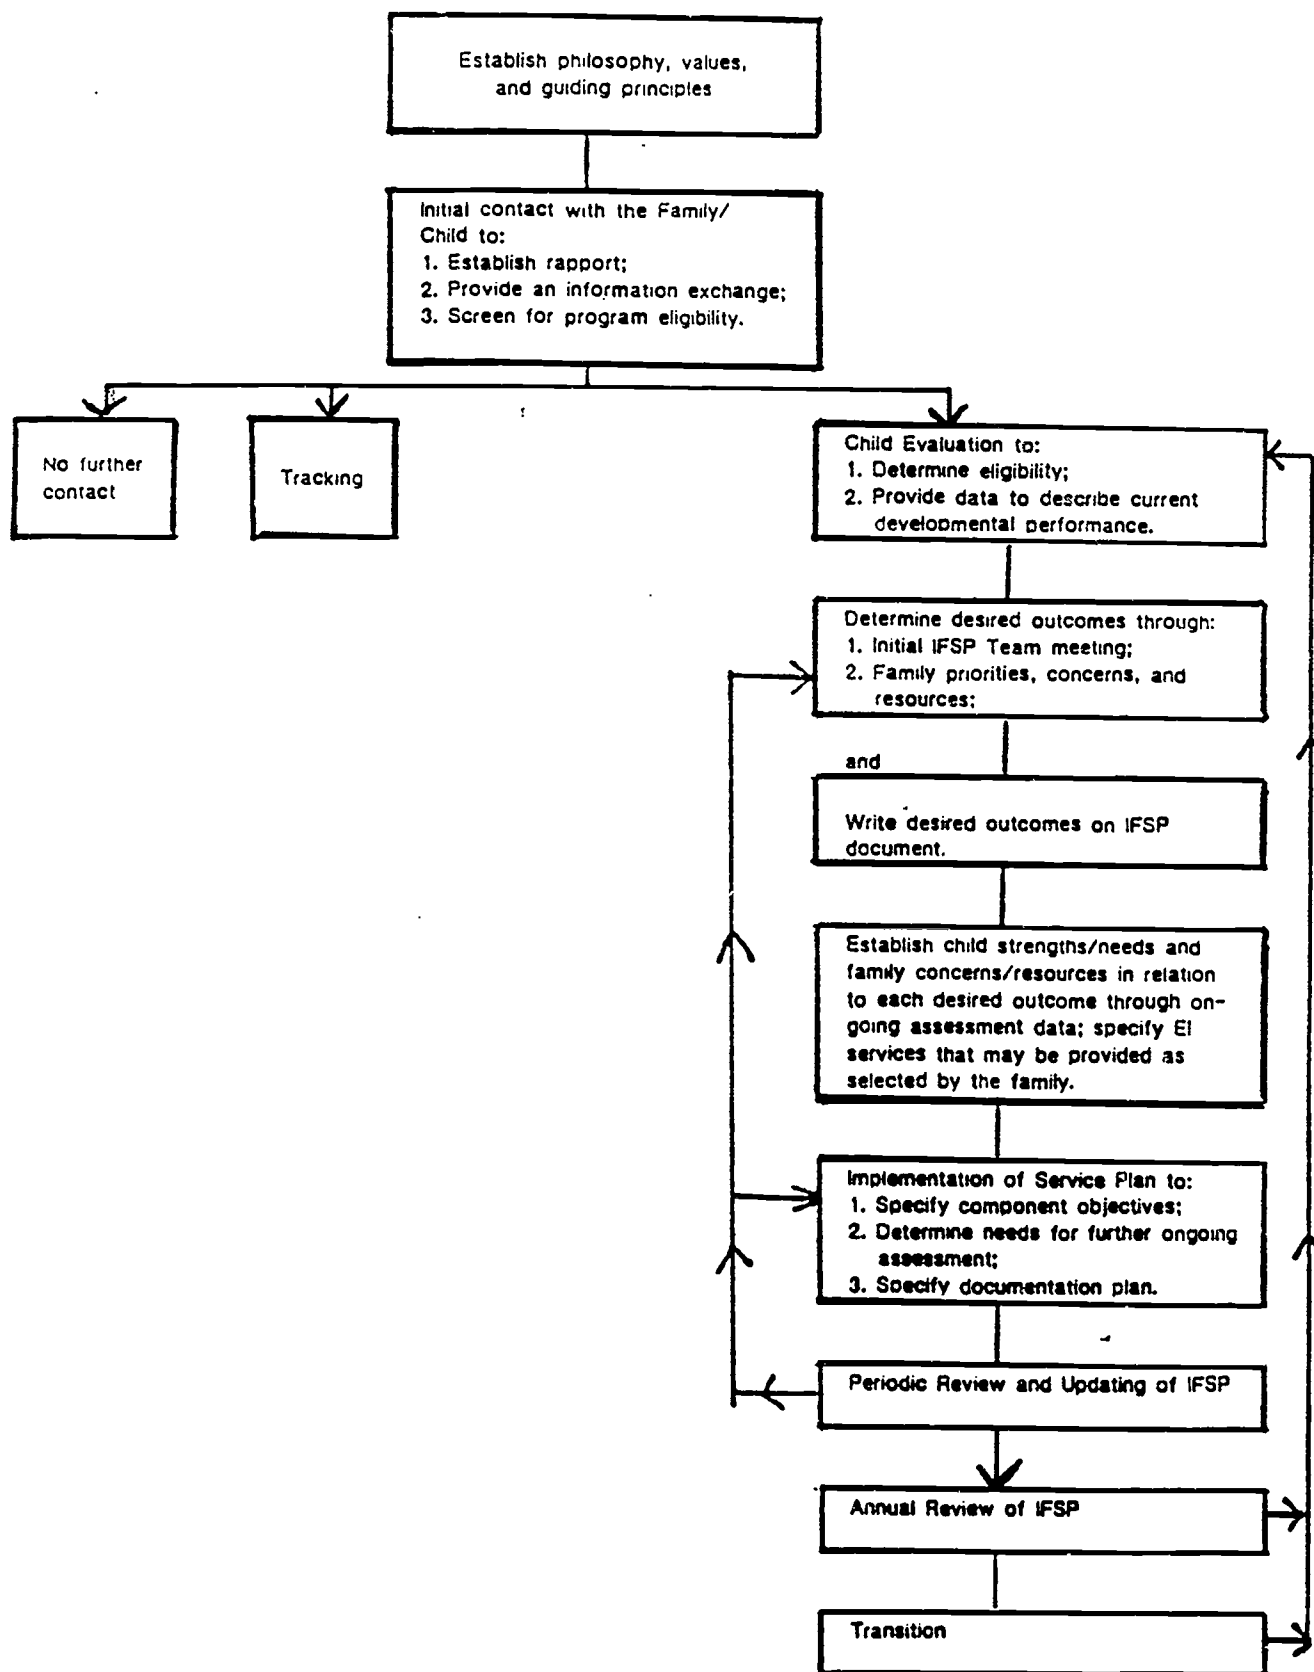 Establish philosophy, values,
and guiding principles
Initial contact with the Family/
Child to:
1. Establish rapport;
2. Provide an information exchange;
3. Screen for program eligibility.
No further
contact
Tracking
Child Evaluation to:
1. Determine eligibility;
2. Provide data to describe current
developmental performance.
Determine desired outcomes through:
1. Initial IFSP Team meeting;
2. Family priorities, concerns, and
resources;
and
Write desired outcomes on IFSP
document.
Establish child strengths/needs and
family concerns/resources in relation
to each desired outcome through on-
going assessment data; specify EI
services that may be provided as
selected by the family.
Implementation of Service Plan to:
1. Specify component objectives;
2. Determine needs for further ongoing
assessment;
3. Specify documentation plan.
Periodic Review and Updating of IFSP
Annual Review of IFSP
Transition